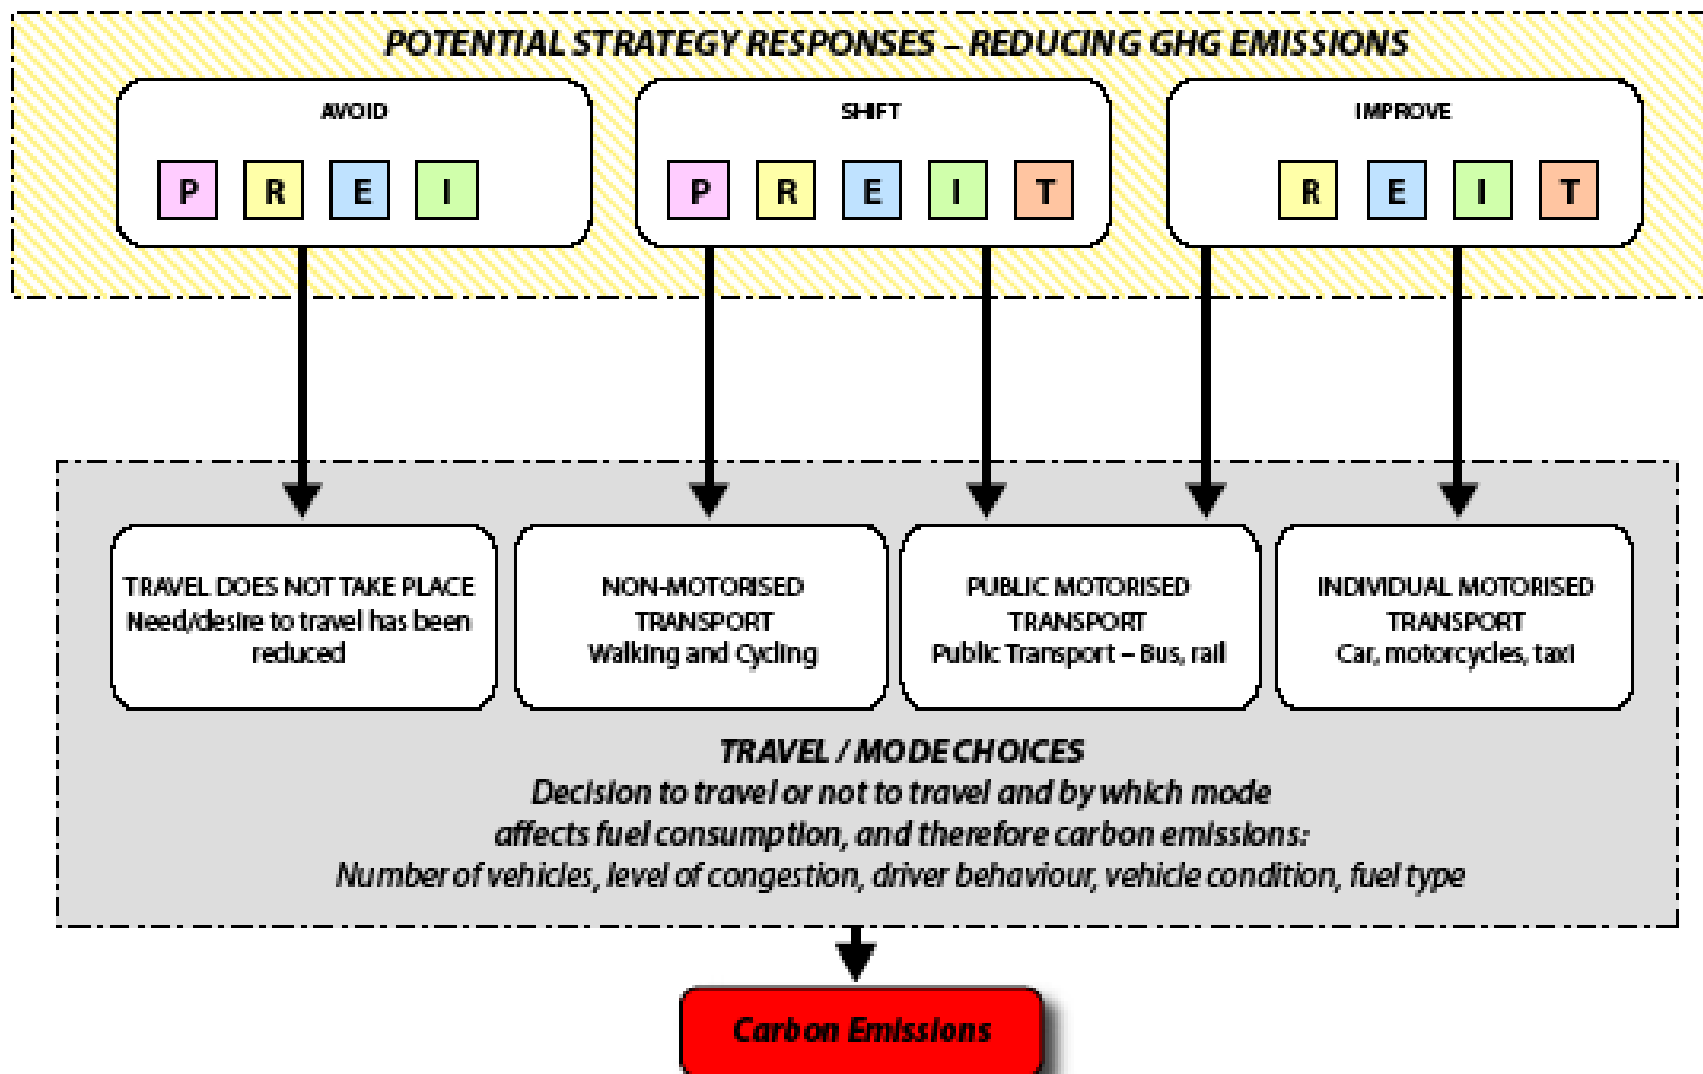 POTENTIAL STRATEGY RESPONSES – REDUCING GHG EMISSIONS
AVOID
P R E I
SHIFT
P R E I T
IMPROVE
R E I T
TRAVEL DOES NOT TAKE PLACE
Need/desire to travel has been
reduced
NON-MOTORISED
TRANSPORT
Walking and Cycling
PUBLIC MOTORISED
TRANSPORT
Public Transport – Bus, rail
INDIVIDUAL MOTORISED
TRANSPORT
Car, motorcycles, taxi
TRAVEL / MODE CHOICES
Decision to travel or not to travel and by which mode
affects fuel consumption, and therefore carbon emissions:
Number of vehicles, level of congestion, driver behaviour, vehicle condition, fuel type
Carbon Emissions